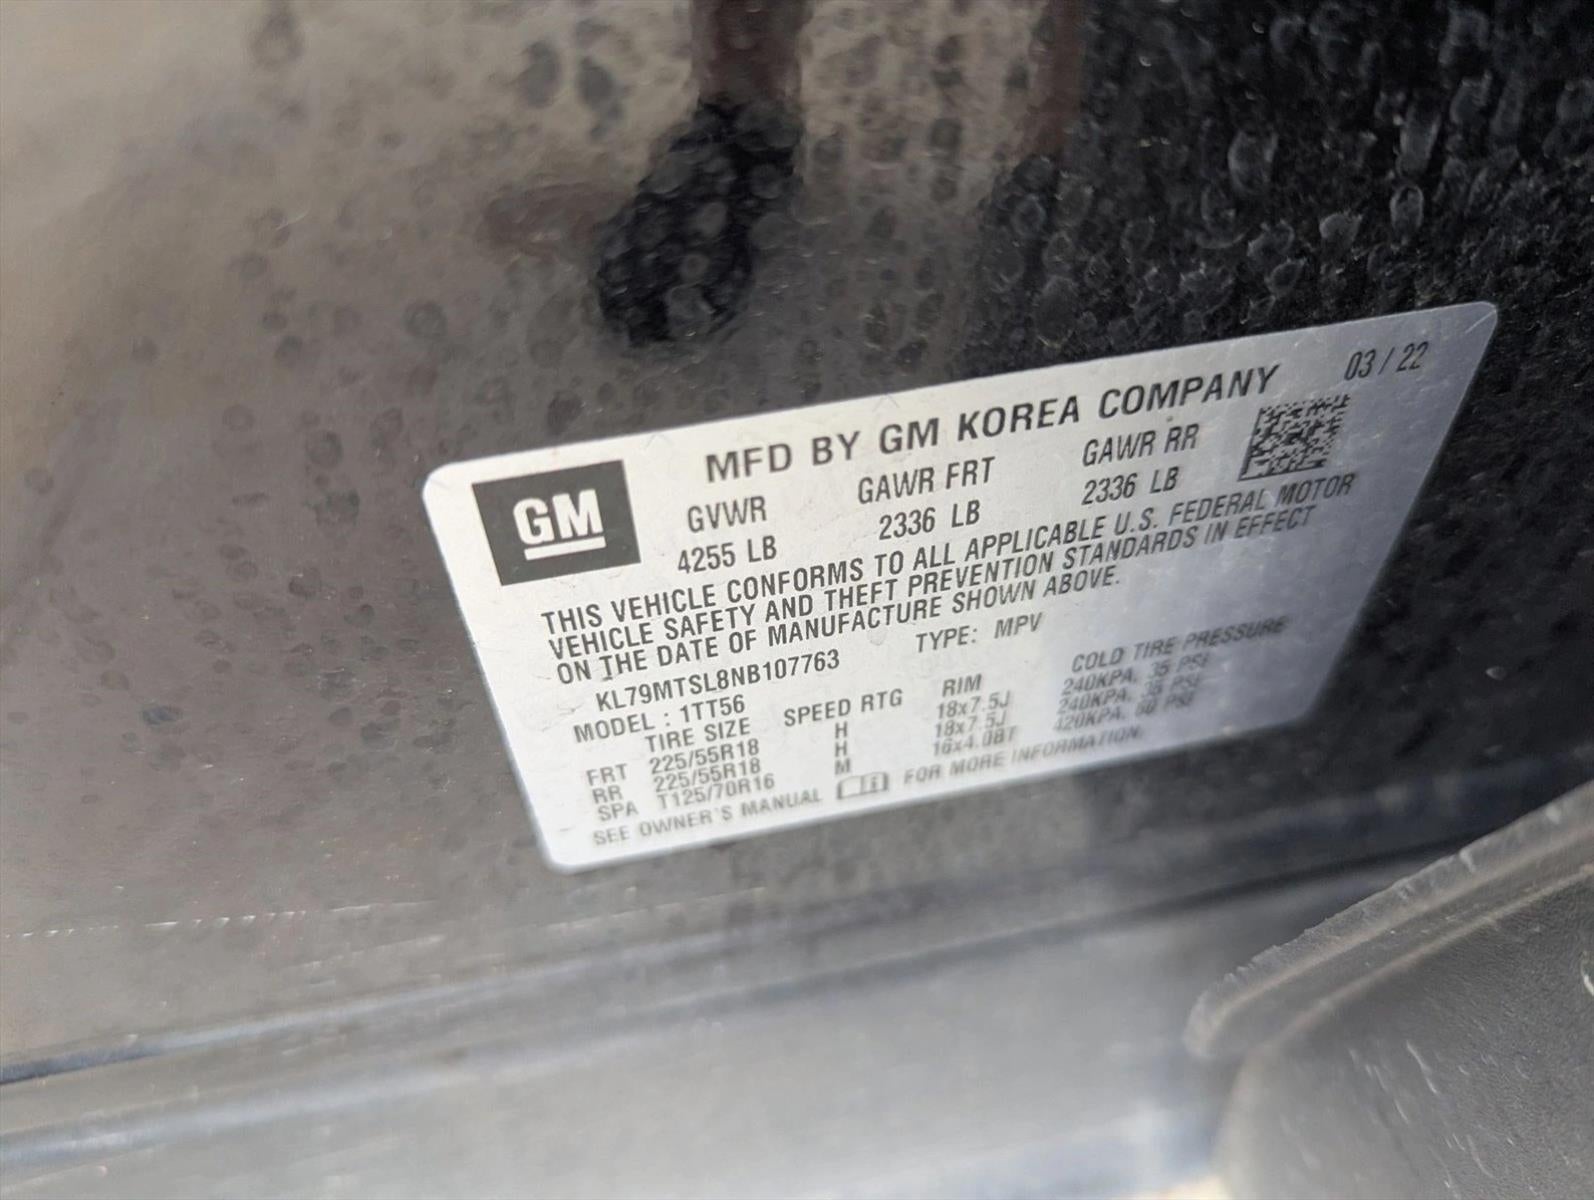 MFD BY GM KOREA COMPANY 03 / 22
GM
GVWR GAWR FRT GAWR RR
4255 LB 2336 LB 2336 LB
THIS VEHICLE CONFORMS TO ALL APPLICABLE U.S. FEDERAL MOTOR
VEHICLE SAFETY AND THEFT PREVENTION STANDARDS IN EFFECT
ON THE DATE OF MANUFACTURE SHOWN ABOVE.
KL79MTSL8NB107763 TYPE: MPV
MODEL : 1TT56
TIRE SIZE SPEED RTG RIM COLD TIRE PRESSURE
FRT 225/55R18 H 18x7.5J 240KPA, 35 PSI
RR 225/55R18 H 18x7.5J 240KPA, 35 PSI
SPA T125/70R16 M 16x4.0BT 420KPA, 60 PSI
SEE OWNER'S MANUAL FOR MORE INFORMATION.